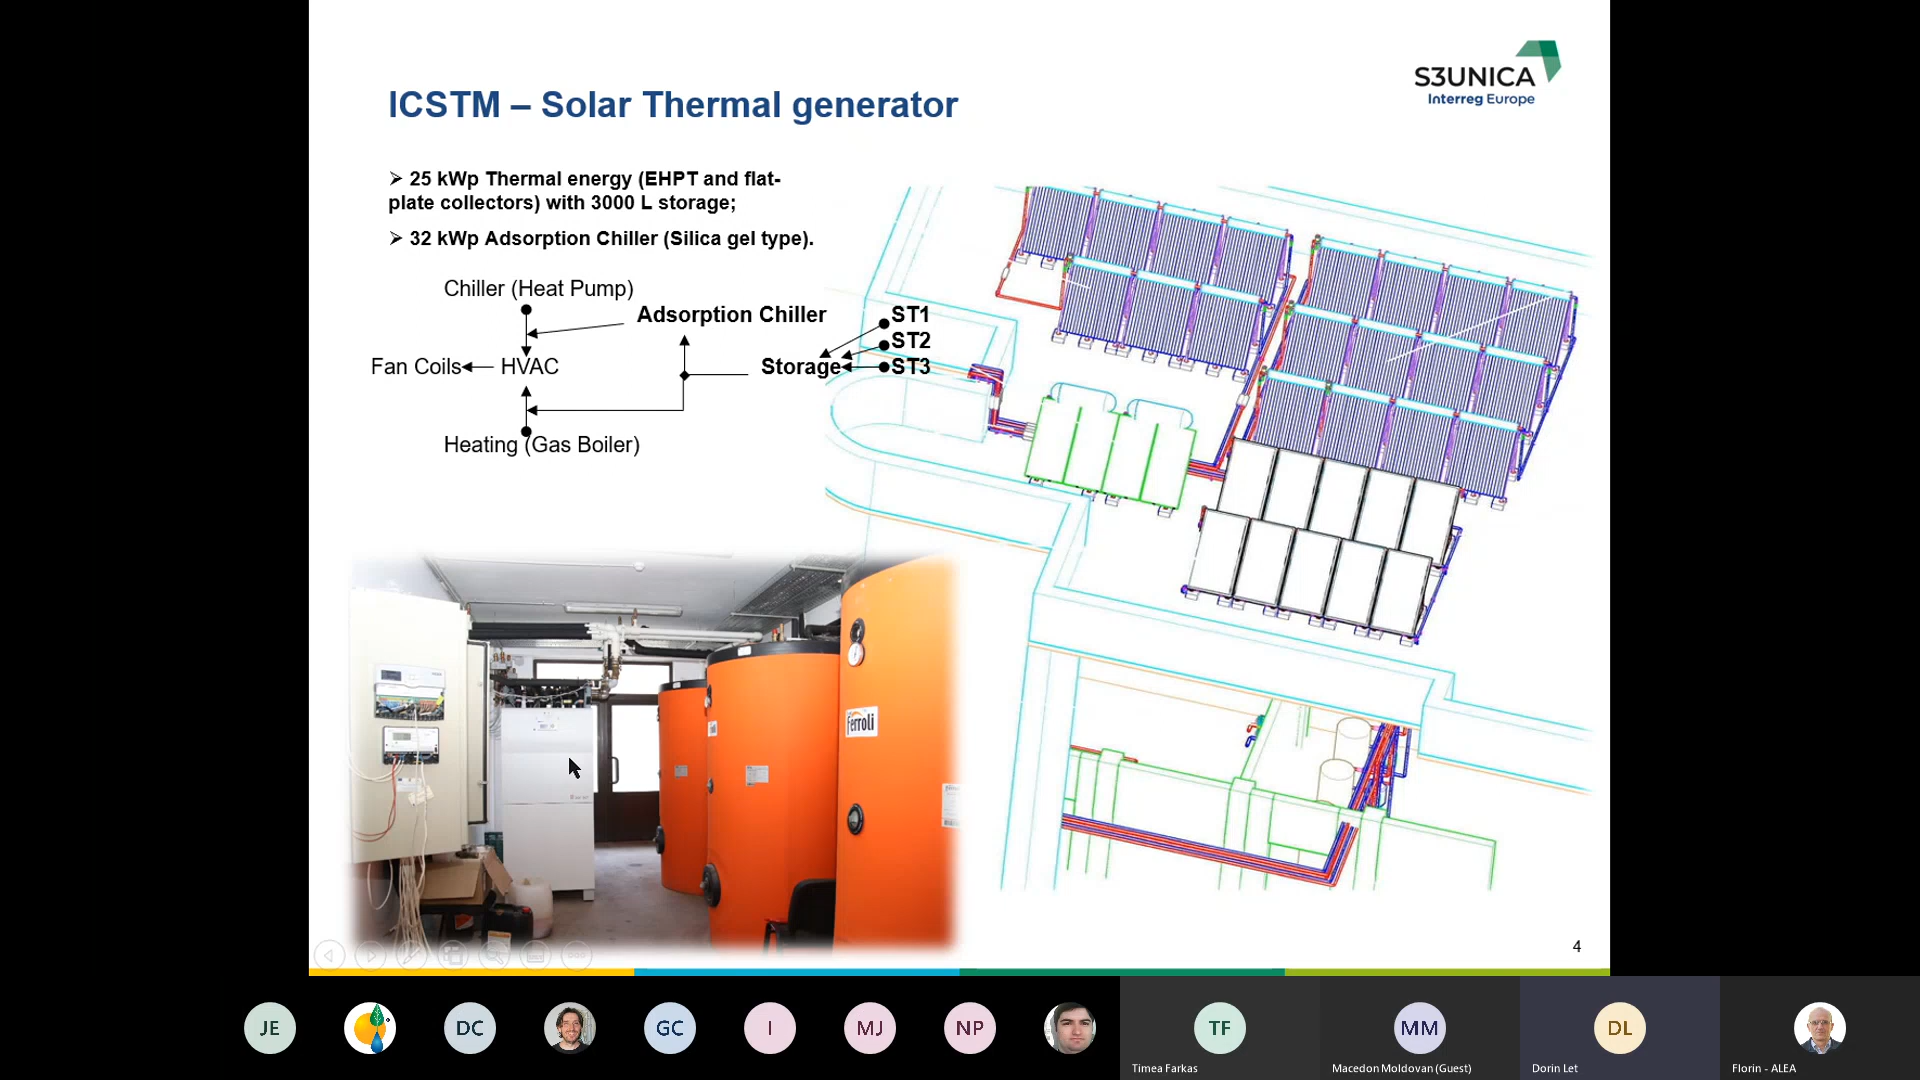 S3UNICA
Interreg Europe
ICSTM – Solar Thermal generator
➢ 25 kWp Thermal energy (EHPT and flat-
plate collectors) with 3000 L storage;
➢ 32 kWp Adsorption Chiller (Silica gel type).
Chiller (Heat Pump)
Adsorption Chiller
ST1
ST2
Fan Coils
HVAC
Storage
ST3
Heating (Gas Boiler)
Ferroli
4
JE
DC
GC
I
MJ
NP
TF
MM
DL
Timea Farkas
Macedon Moldovan (Guest)
Dorin Let
Florin - ALEA